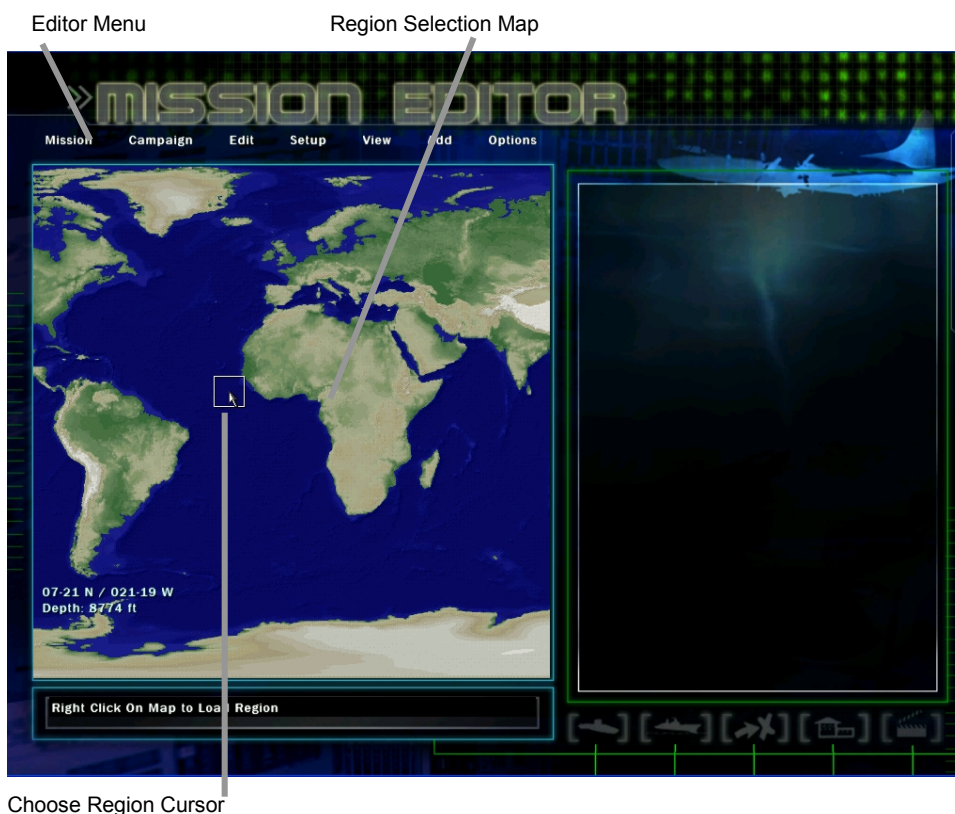 Editor Menu Region Selection Map
MISSION EDITOR
Mission Campaign Edit Setup View Add Options
07-21 N / 021-19 W
Depth: 8774 ft
Right Click On Map to Load Region
Choose Region Cursor